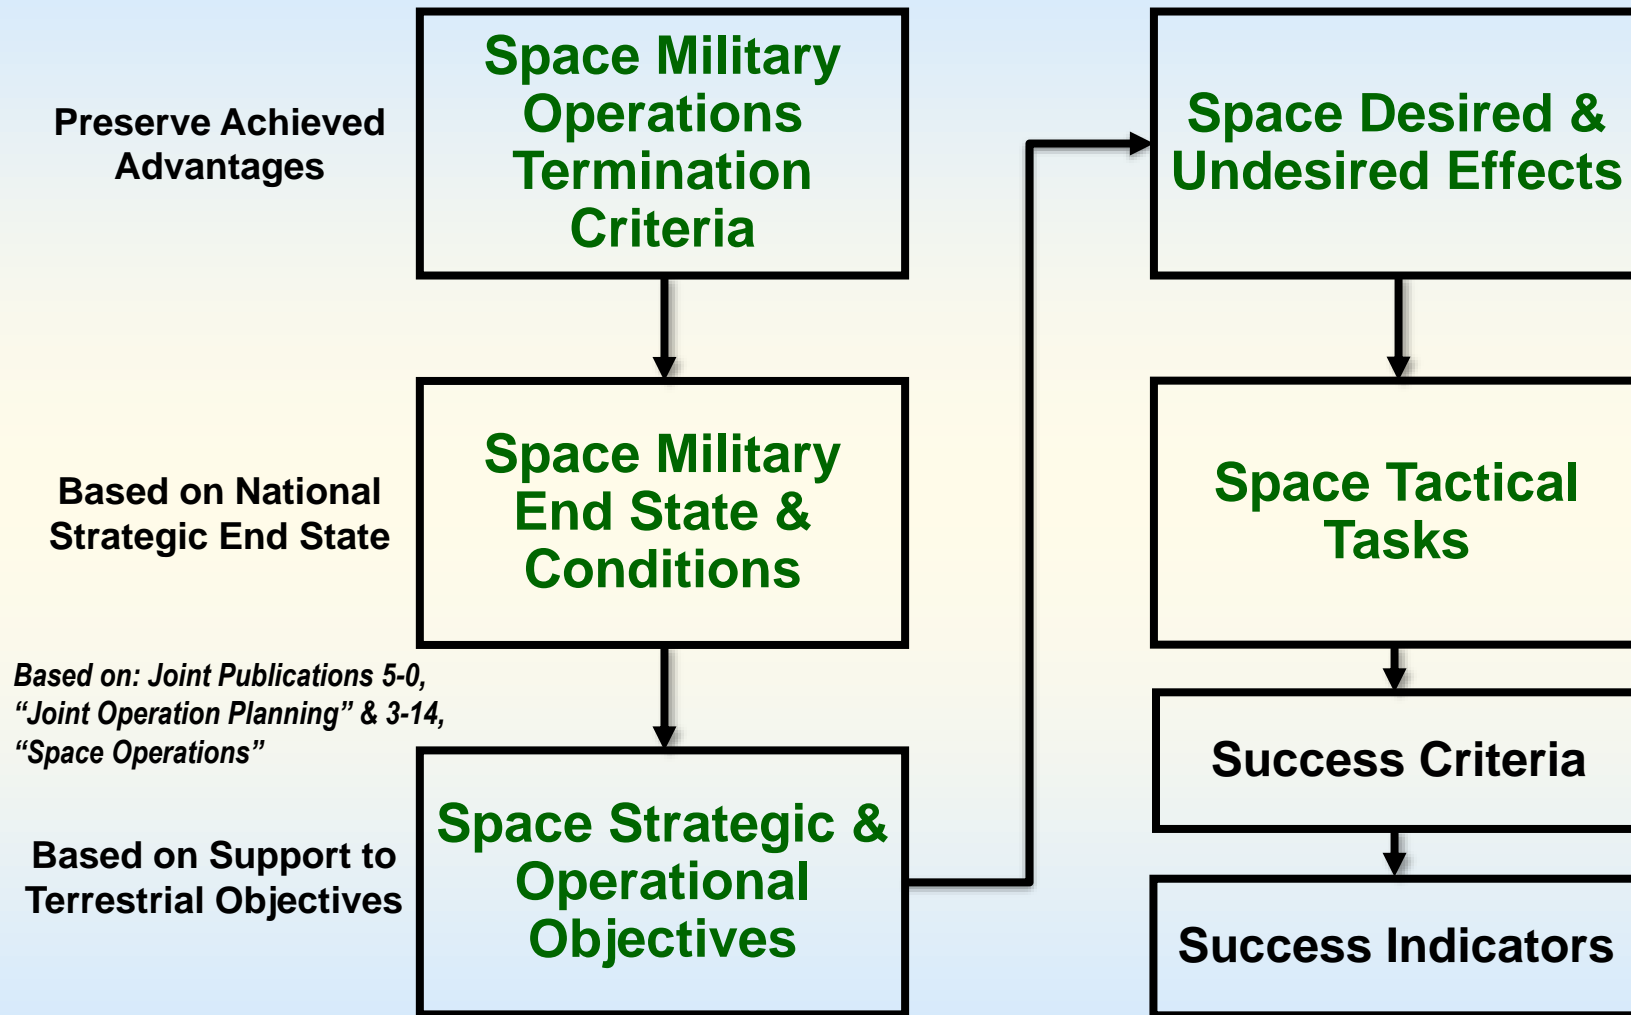 Preserve Achieved
Advantages
Space Military
Operations
Termination
Criteria
Based on National
Strategic End State
Space Military
End State &
Conditions
Based on: Joint Publications 5-0,
“Joint Operation Planning” & 3-14,
“Space Operations”
Based on Support to
Terrestrial Objectives
Space Strategic &
Operational
Objectives
Space Desired &
Undesired Effects
Space Tactical
Tasks
Success Criteria
Success Indicators